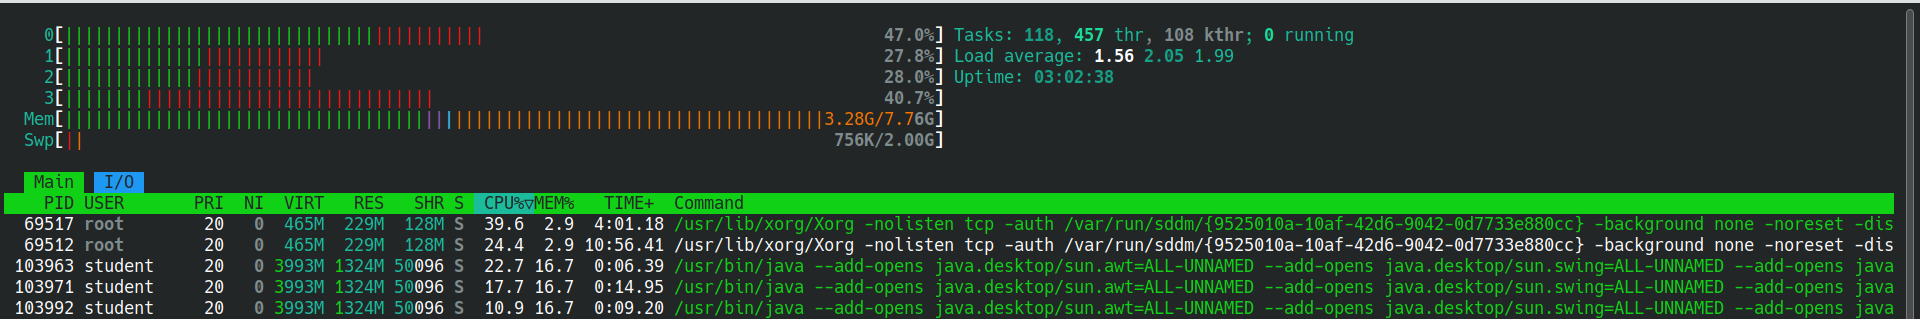 0[ 47.0%] Tasks: 118, 457 thr, 108 kthr; 0 running
1[ 27.8%] Load average: 1.56 2.05 1.99
2[ 28.0%] Uptime: 03:02:38
3[ 40.7%]
Mem[ 3.28G/7.76G]
Swp[ 756K/2.00G]
Main I/O
PID USER PRI NI VIRT RES SHR S CPU%▽MEM% TIME+ Command
69517 root 20 0 465M 229M 128M S 39.6 2.9 4:01.18 /usr/lib/xorg/Xorg -nolisten tcp -auth /var/run/sddm/{9525010a-10af-42d6-9042-0d7733e880cc} -background none -noreset -dis
69512 root 20 0 465M 229M 128M S 24.4 2.9 10:56.41 /usr/lib/xorg/Xorg -nolisten tcp -auth /var/run/sddm/{9525010a-10af-42d6-9042-0d7733e880cc} -background none -noreset -dis
103963 student 20 0 3993M 1324M 50096 S 22.7 16.7 0:06.39 /usr/bin/java --add-opens java.desktop/sun.awt=ALL-UNNAMED --add-opens java.desktop/sun.swing=ALL-UNNAMED --add-opens java
103971 student 20 0 3993M 1324M 50096 S 17.7 16.7 0:14.95 /usr/bin/java --add-opens java.desktop/sun.awt=ALL-UNNAMED --add-opens java.desktop/sun.swing=ALL-UNNAMED --add-opens java
103992 student 20 0 3993M 1324M 50096 S 10.9 16.7 0:09.20 /usr/bin/java --add-opens java.desktop/sun.awt=ALL-UNNAMED --add-opens java.desktop/sun.swing=ALL-UNNAMED --add-opens java